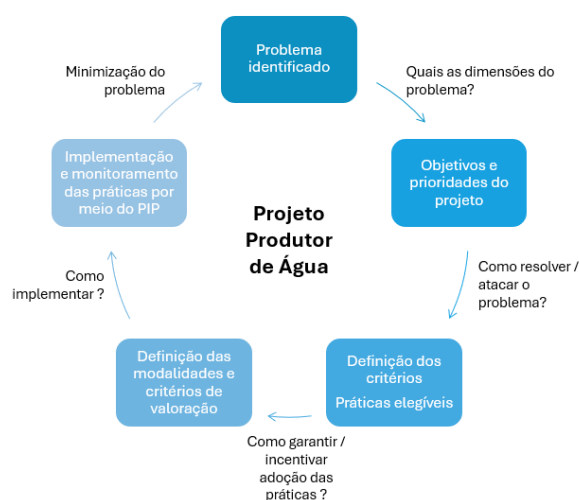 Problema
identificado
Quais as dimensões do
problema?
Objetivos e
prioridades do
projeto
Como resolver /
atacar o
problema?
Definição dos
critérios
Práticas elegíveis
Como garantir /
incentivar
adoção das
práticas ?
Definição das
modalidades e
critérios de
valoração
Como
implementar ?
Implementação
e monitoramento
das práticas por
meio do PIP
Minimização do
problema
Projeto
Produtor
de Água